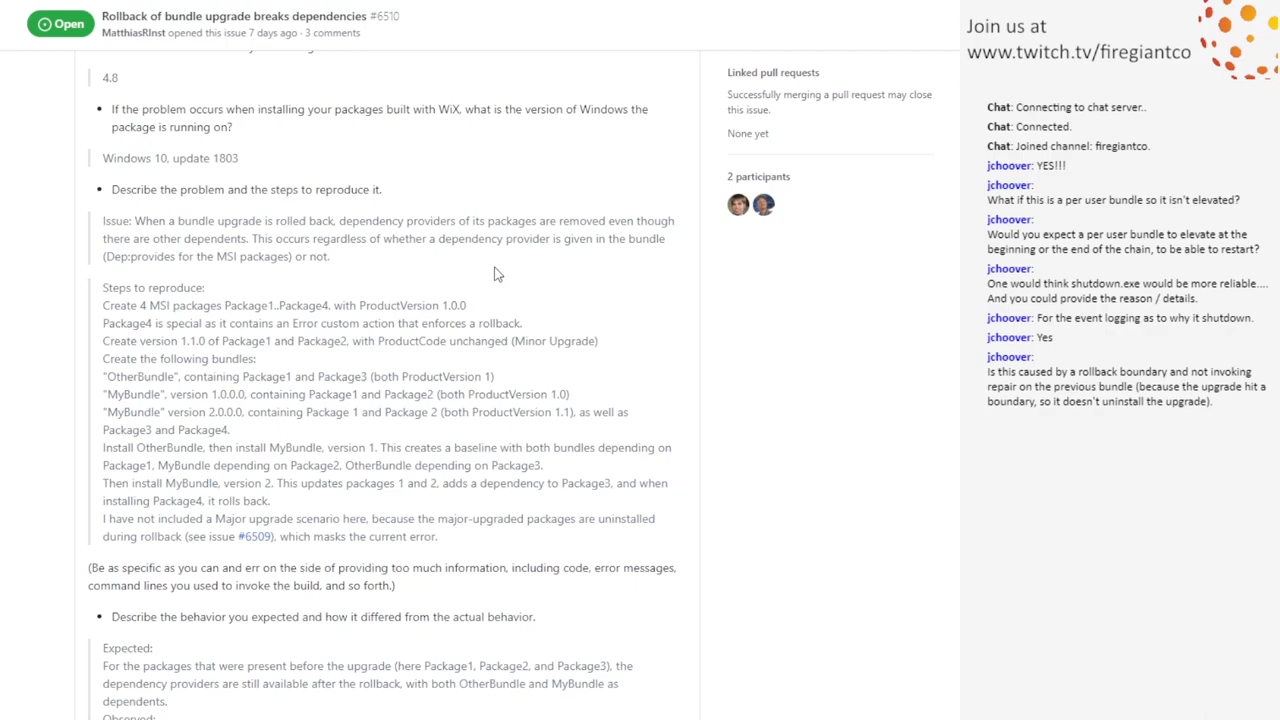 Open
Rollback of bundle upgrade breaks dependencies #6510
MatthiasRInst opened this issue 7 days ago · 3 comments
4.8
• If the problem occurs when installing your packages built with WiX, what is the version of Windows the
package is running on?
Windows 10, update 1803
• Describe the problem and the steps to reproduce it.
Issue: When a bundle upgrade is rolled back, dependency providers of its packages are removed even though
there are other dependents. This occurs regardless of whether a dependency provider is given in the bundle
(Dep:provides for the MSI packages) or not.
Steps to reproduce:
Create 4 MSI packages Package1..Package4. with ProductVersion 1.0.0
Package4 is special as it contains an Error custom action that enforces a rollback.
Create version 1.1.0 of Package1 and Package2, with ProductCode unchanged (Minor Upgrade)
Create the following bundles:
"OtherBundle", containing Package1 and Package3 (both ProductVersion 1)
"MyBundle", version 1.0.0.0, containing Package1 and Package2 (both ProductVersion 1.0)
"MyBundle" version 2.0.0.0, containing Package 1 and Package 2 (both ProductVersion 1.1), as well as
Package3 and Package4.
Install OtherBundle, then install MyBundle, version 1. This creates a baseline with both bundles depending on
Package1, MyBundle depending on Package2, OtherBundle depending on Package3.
Then install MyBundle, version 2. This updates packages 1 and 2, adds a dependency to Package3, and when
installing Package4, it rolls back.
I have not included a Major upgrade scenario here, because the major-upgraded packages are uninstalled
during rollback (see issue #6509), which masks the current error.
(Be as specific as you can and err on the side of providing too much information, including code, error messages,
command lines you used to invoke the build, and so forth.)
• Describe the behavior you expected and how it differed from the actual behavior.
Expected:
For the packages that were present before the upgrade (here Package1, Package2, and Package3), the
dependency providers are still available after the rollback, with both OtherBundle and MyBundle as
dependents.
Observed:
Linked pull requests
Successfully merging a pull request may close
this issue.
None yet
2 participants
Join us at
www.twitch.tv/firegiantco
Chat: Connecting to chat server..
Chat: Connected.
Chat: Joined channel: firegiantco.
jchoover: YES!!!
jchoover:
What if this is a per user bundle so it isn't elevated?
jchoover:
Would you expect a per user bundle to elevate at the
beginning or the end of the chain, to be able to restart?
jchoover:
One would think shutdown.exe would be more reliable....
And you could provide the reason / details.
jchoover: For the event logging as to why it shutdown.
jchoover: Yes
jchoover:
Is this caused by a rollback boundary and not invoking
repair on the previous bundle (because the upgrade hit a
boundary, so it doesn't uninstall the upgrade).